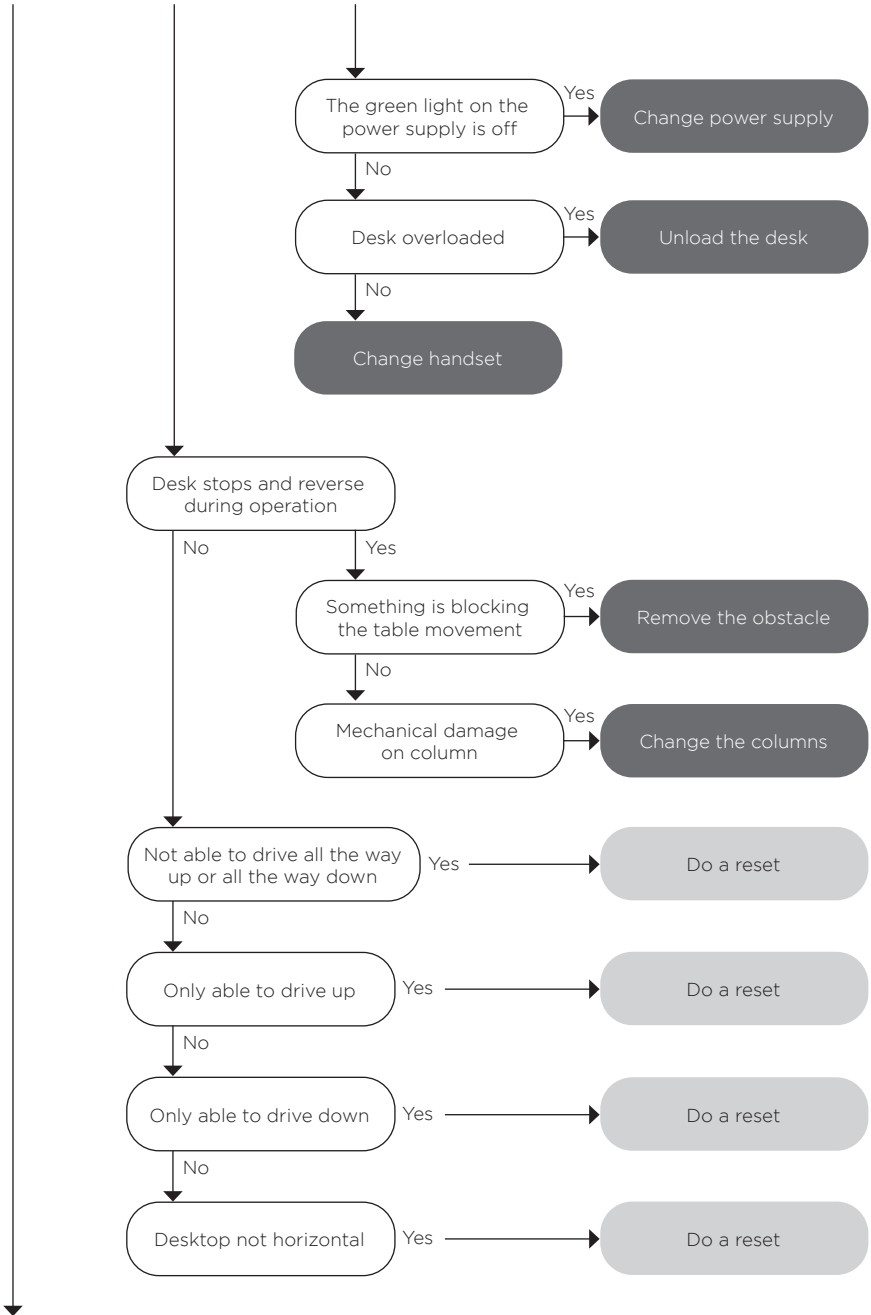 The green light on the
power supply is off
Yes
Change power supply
No
Desk overloaded
Yes
Unload the desk
No
Change handset
Desk stops and reverse
during operation
No
Yes
Something is blocking
the table movement
Yes
Remove the obstacle
No
Mechanical damage
on column
Yes
Change the columns
Not able to drive all the way
up or all the way down
Yes
Do a reset
No
Only able to drive up
Yes
Do a reset
No
Only able to drive down
Yes
Do a reset
No
Desktop not horizontal
Yes
Do a reset